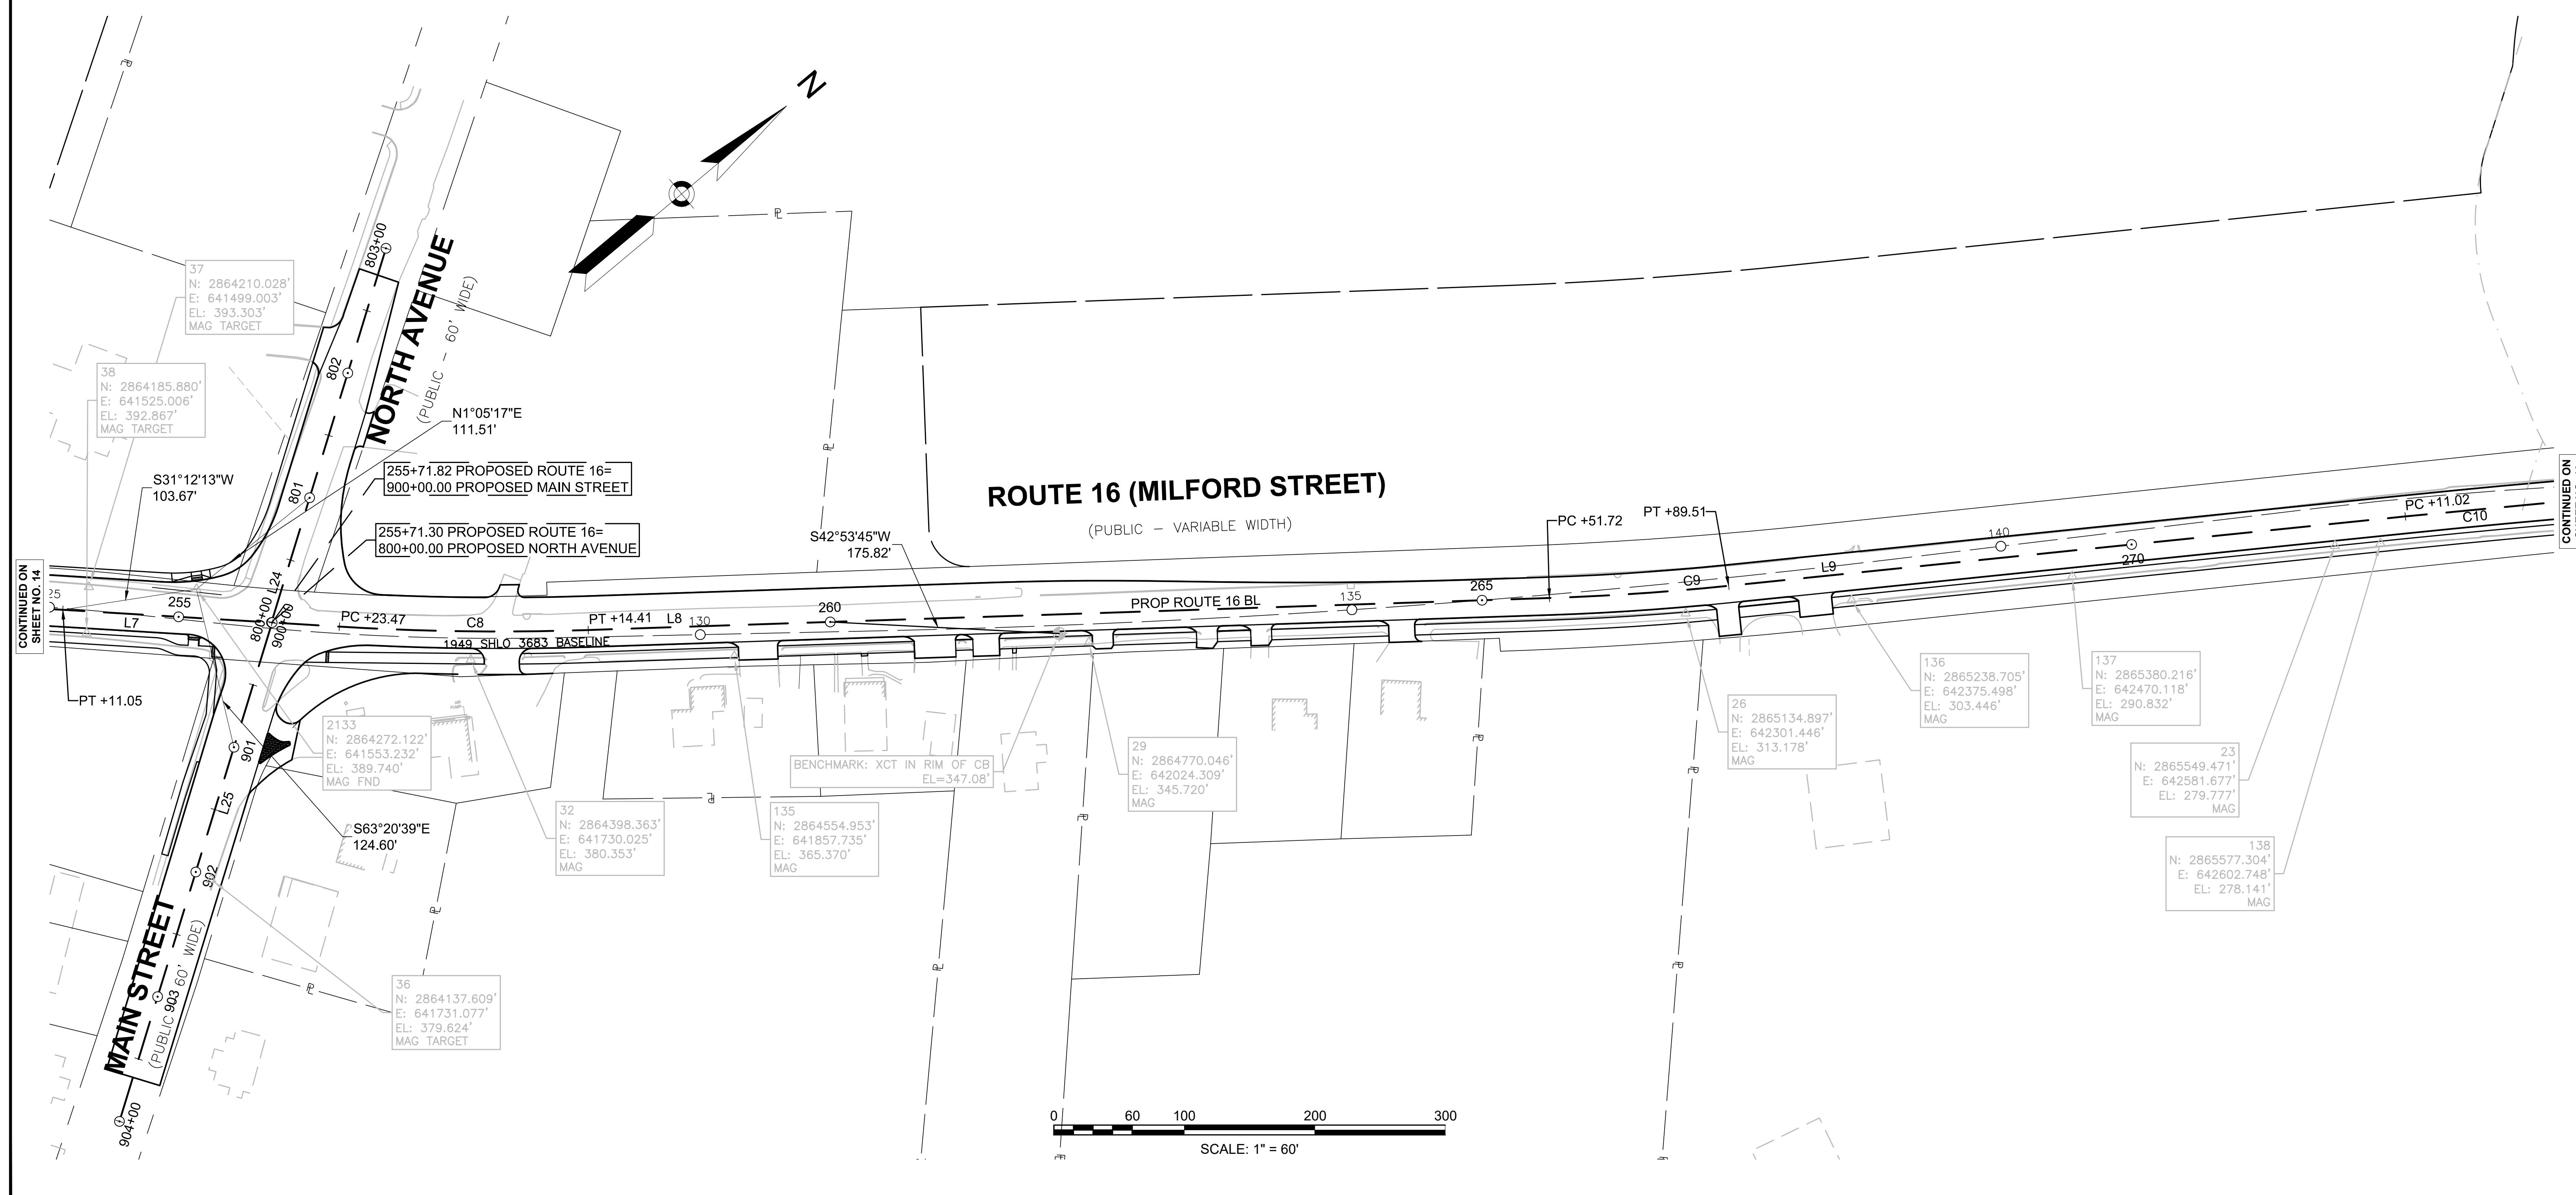 N
37
N: 2864210.028'
E: 641499.003'
EL: 393.303'
MAG TARGET
38
N: 2864185.880'
E: 641525.006'
EL: 392.867'
MAG TARGET
803+00
802
801
NORTH AVENUE
(PUBLIC - 60' WIDE)
N1°05'17"E
111.51'
S31°12'13"W
103.67'
255+71.82 PROPOSED ROUTE 16=
900+00.00 PROPOSED MAIN STREET
255+71.30 PROPOSED ROUTE 16=
800+00.00 PROPOSED NORTH AVENUE
ROUTE 16 (MILFORD STREET)
(PUBLIC - VARIABLE WIDTH)
S42°53'45"W
175.82'
PC +51.72
PT +89.51
PC +11.02
C10
CONTINUED ON
CONTINUED ON
SHEET NO. 14
25
L7
255
L24
800+00
900+00
PC +23.47
C8
PT +14.41
L8
130
260
1949 SHLO 3683 BASELINE
PROP ROUTE 16 BL
135
265
C9
L9
140
270
PT +11.05
2133
N: 2864272.122'
E: 641553.232'
EL: 389.740'
MAG FND
901
L25
S63°20'39"E
124.60'
902
32
N: 2864398.363'
E: 641730.025'
EL: 380.353'
MAG
135
N: 2864554.953'
E: 641857.735'
EL: 365.370'
MAG
BENCHMARK: XCT IN RIM OF CB
EL=347.08'
29
N: 2864770.046'
E: 642024.309'
EL: 345.720'
MAG
26
N: 2865134.897'
E: 642301.446'
EL: 313.178'
MAG
136
N: 2865238.705'
E: 642375.498'
EL: 303.446'
MAG
137
N: 2865380.216'
E: 642470.118'
EL: 290.832'
MAG
23
N: 2865549.471'
E: 642581.677'
EL: 279.777'
MAG
138
N: 2865577.304'
E: 642602.748'
EL: 278.141'
MAG
36
N: 2864137.609'
E: 641731.077'
EL: 379.624'
MAG TARGET
MAIN STREET
(PUBLIC - 60' WIDE)
903
904+00
0 60 100 200 300
SCALE: 1" = 60'